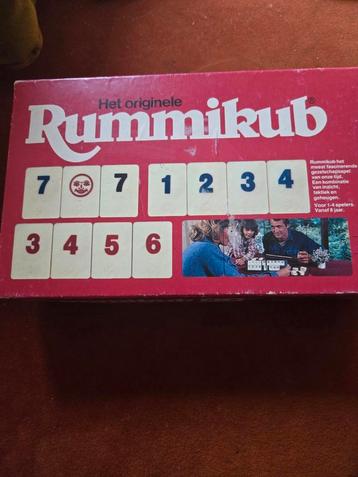 Het originele
Rummikub®
7 7 1 2 3 4
3 4 5 6
Rummikub het
meest fascinerende
gezelschapsspel
van onze tijd.
Een kombinatie
van inzicht,
taktiek en
geheugen.
Voor 1-4 spelers.
Vanaf 8 jaar.